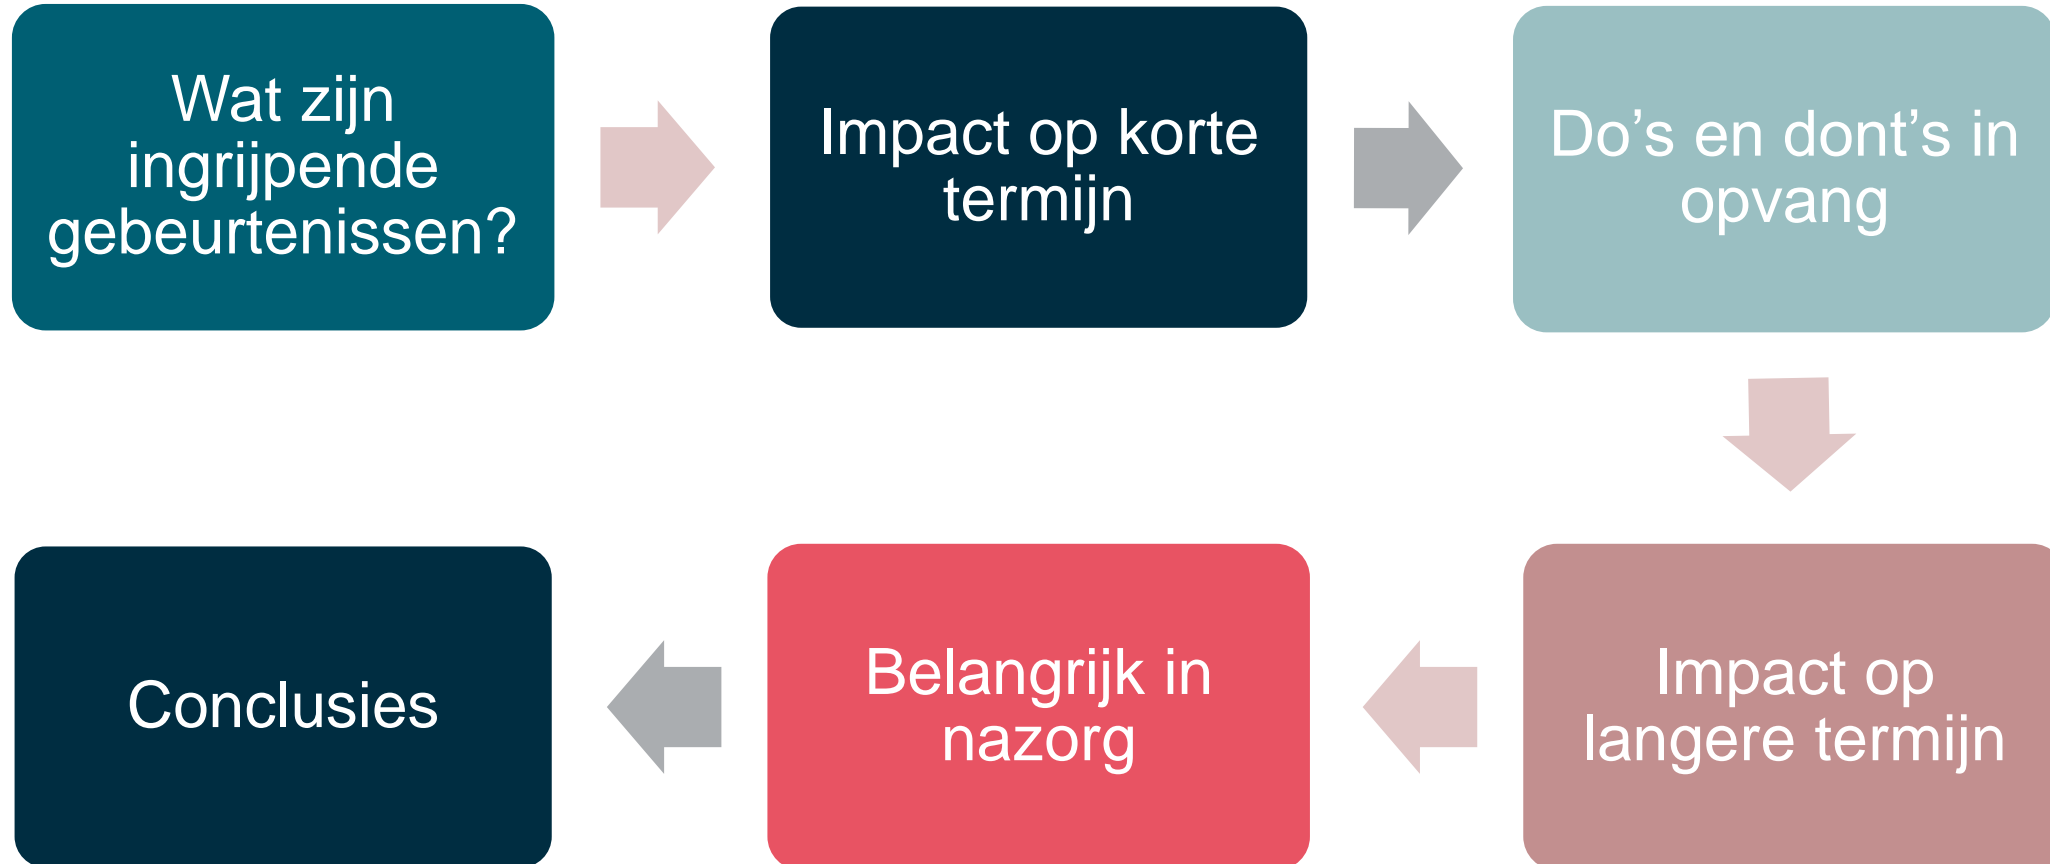 Wat zijn
ingrijpende
gebeurtenissen?
Impact op korte
termijn
Do’s en dont’s in
opvang
Impact op
langere termijn
Belangrijk in
nazorg
Conclusies